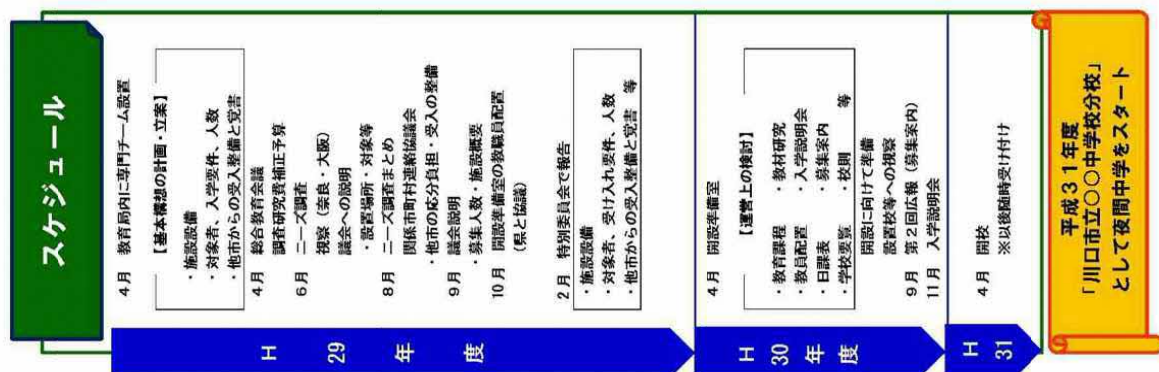 スケジュール
H29年度
4月 教育局内に専門チーム設置
【基本構想の計画・立案】
・施設設備
・対象者、入学要件、人数
・他市からの受入整備と覚書
4月 総合教育会議
調査研究費補正予算
6月 ニーズ調査
視察（奈良・大阪）
議会への説明
・設置場所・対象等
8月 ニーズ調査まとめ
関係市町村連絡協議会
・他市の応分負担・受入の整備
9月 議会説明
・募集人数・施設概要
10月 開設準備室の教職員配置
（県と協議）
2月 特別委員会で報告
・施設設備
・対象者、受け入れ要件、人数
・他市からの受入整備と覚書 等
H30年度
4月 開設準備室
【運営上の検討】
・教育課程 ・教材研究
・教員配置 ・入学説明会
・日課表 ・募集案内
・学校要覧 ・校則 等
開設に向けて準備
設置校等への視察
9月 第2回広報（募集案内）
11月 入学説明会
H31
4月 開校
※以後随時受け付け
平成31年度
「川口市立〇〇中学校分校」
として夜間中学をスタート